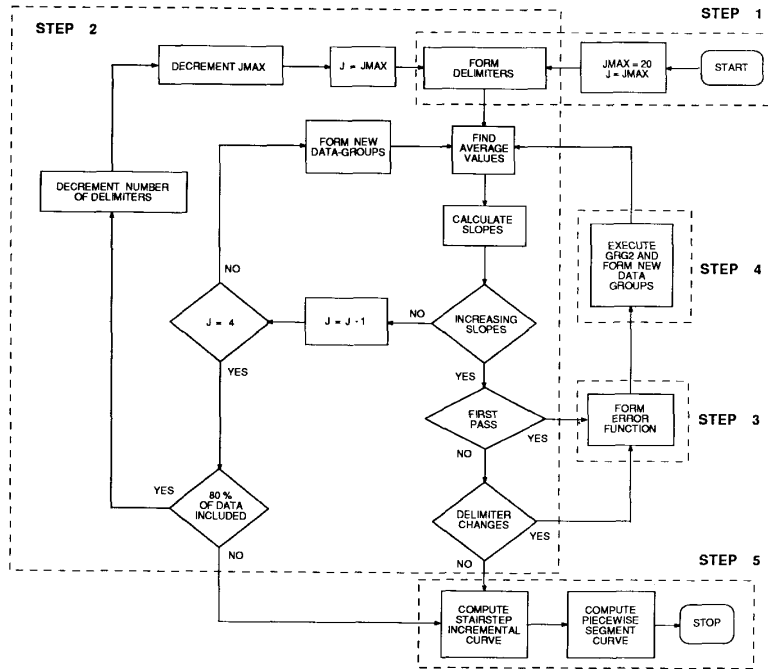 STEP 1
STEP 2
DECREMENT JMAX
J = JMAX
FORM
DELIMITERS
JMAX = 20
J = JMAX
START
FORM NEW
DATA-GROUPS
FIND
AVERAGE
VALUES
DECREMENT NUMBER
OF DELIMITERS
CALCULATE
SLOPES
EXECUTE
GRG2 AND
FORM NEW
DATA
GROUPS
STEP 4
NO
J = 4
J = J - 1
NO
INCREASING
SLOPES
YES
YES
FIRST
PASS
YES
FORM
ERROR
FUNCTION
STEP 3
NO
YES
80 %
OF DATA
INCLUDED
DELIMITER
CHANGES
YES
NO
NO
STEP 5
COMPUTE
STAIRSTEP
INCREMENTAL
CURVE
COMPUTE
PIECEWISE
SEGMENT
CURVE
STOP